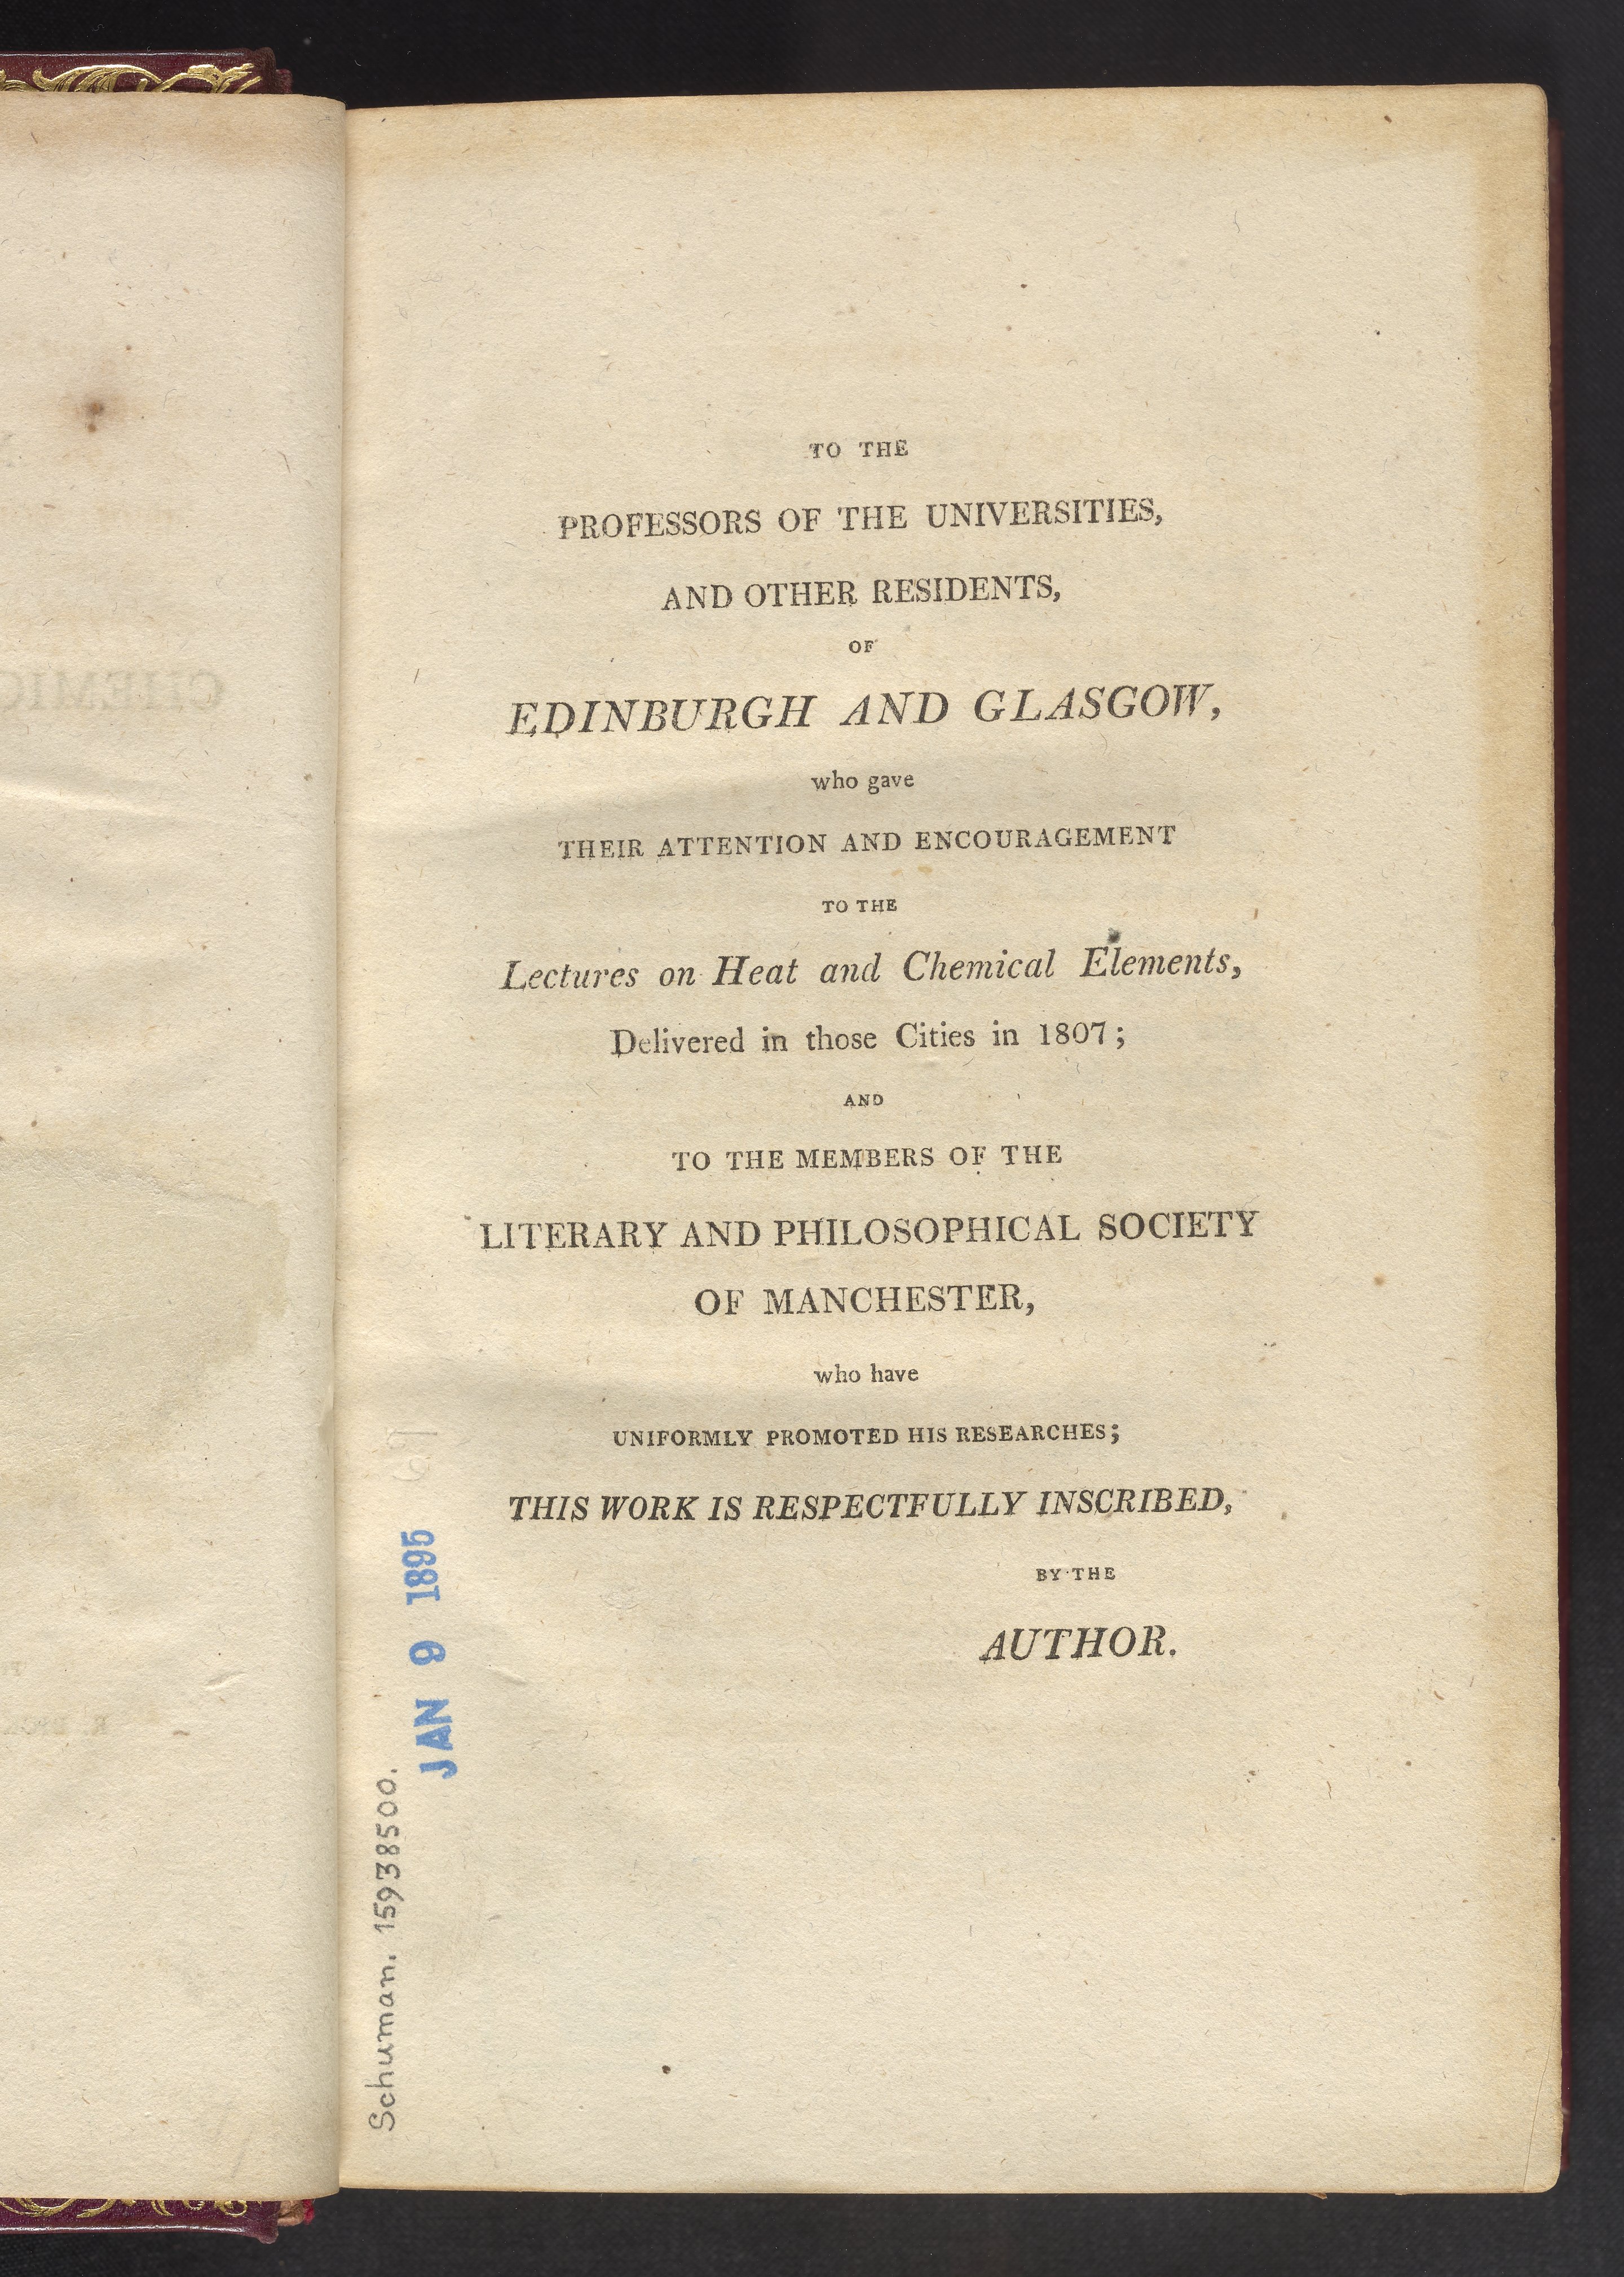 TO THE
PROFESSORS OF THE UNIVERSITIES,
AND OTHER RESIDENTS,
OF
EDINBURGH AND GLASGOW,
who gave
THEIR ATTENTION AND ENCOURAGEMENT
TO THE
Lectures on Heat and Chemical Elements,
Delivered in those Cities in 1807;
AND
TO THE MEMBERS OF THE
LITERARY AND PHILOSOPHICAL SOCIETY
OF MANCHESTER,
who have
UNIFORMLY PROMOTED HIS RESEARCHES;
THIS WORK IS RESPECTFULLY INSCRIBED,
BY THE
AUTHOR.
JAN 9 1895
Schuman. 15938500.